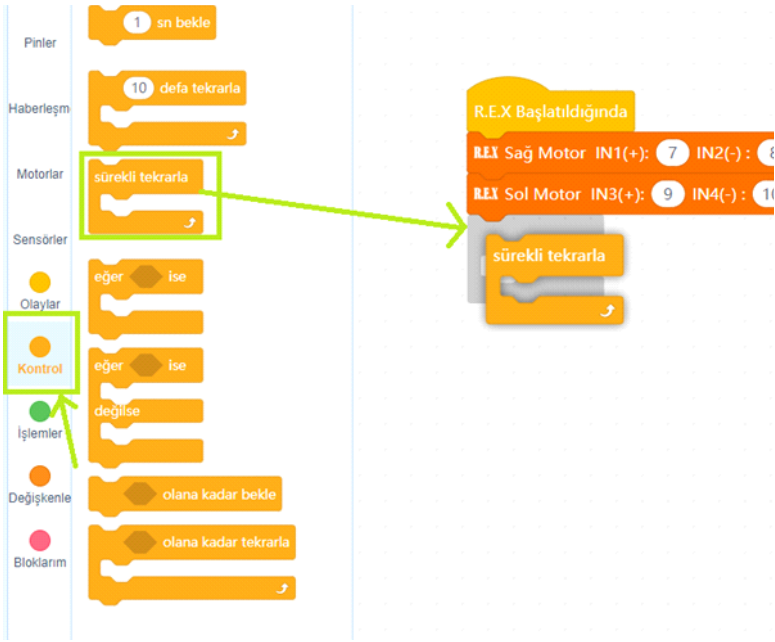 Pinler
Haberleşm
Motorlar
Sensörler
Olaylar
Kontrol
İşlemler
Değişkenle
Bloklarım
1 sn bekle
10 defa tekrarla
sürekli tekrarla
eğer ise
eğer ise
değilse
olana kadar bekle
olana kadar tekrarla
R.E.X Başlatıldığında
R.E.X Sağ Motor IN1(+): 7 IN2(-) : 8
R.E.X Sol Motor IN3(+): 9 IN4(-) : 10
sürekli tekrarla